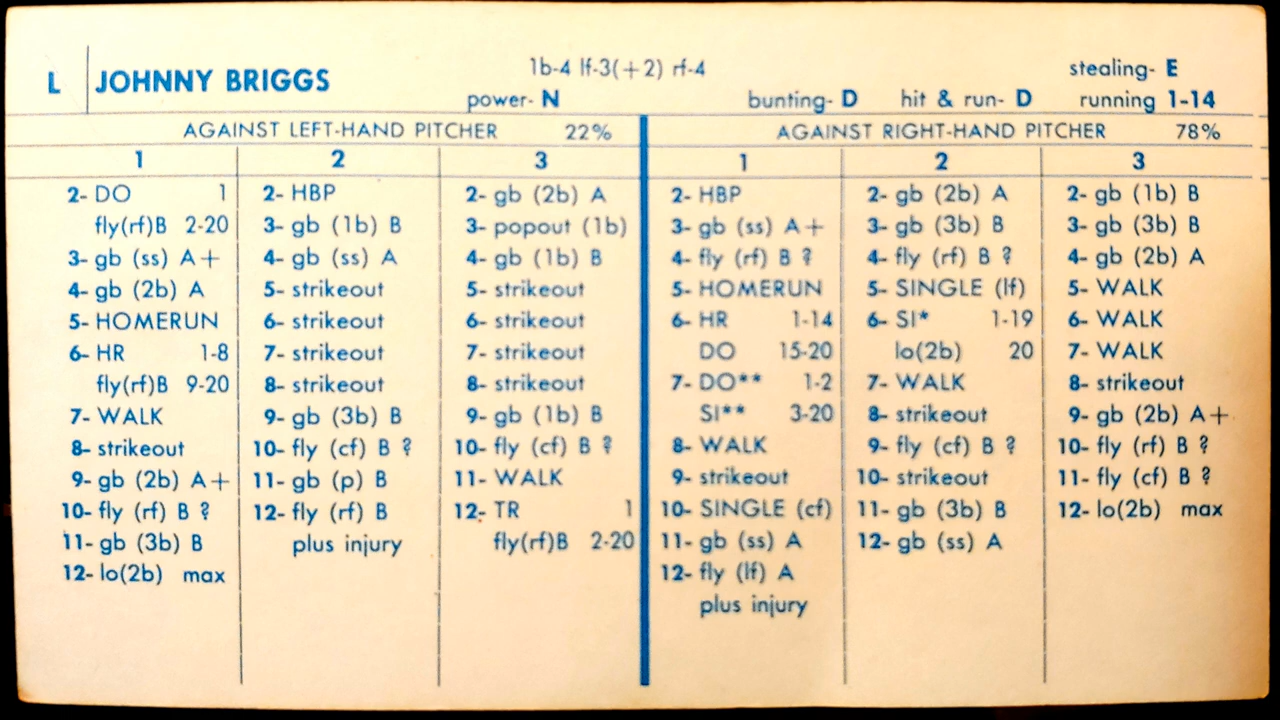 L JOHNNY BRIGGS
1b-4 lf-3(+2) rf-4
stealing- E
power- N
bunting- D hit & run- D running 1-14
AGAINST LEFT-HAND PITCHER 22%
1 2 3
2- DO 1 2- HBP 2- gb (2b) A
fly(rf)B 2-20 3- gb (1b) B 3- popout (1b)
3- gb (ss) A+ 4- gb (ss) A 4- gb (1b) B
4- gb (2b) A 5- strikeout 5- strikeout
5- HOMERUN 6- strikeout 6- strikeout
6- HR 1-8 7- strikeout 7- strikeout
fly(rf)B 9-20 8- strikeout 8- strikeout
7- WALK 9- gb (3b) B 9- gb (1b) B
8- strikeout 10- fly (cf) B ? 10- fly (cf) B ?
9- gb (2b) A+ 11- gb (p) B 11- WALK
10- fly (rf) B ? 12- fly (rf) B 12- TR 1
11- gb (3b) B plus injury fly(rf)B 2-20
12- lo(2b) max
AGAINST RIGHT-HAND PITCHER 78%
1 2 3
2- HBP 2- gb (2b) A 2- gb (1b) B
3- gb (ss) A+ 3- gb (3b) B 3- gb (3b) B
4- fly (rf) B ? 4- fly (rf) B ? 4- gb (2b) A
5- HOMERUN 5- SINGLE (lf) 5- WALK
6- HR 1-14 6- SI* 1-19 6- WALK
DO 15-20 lo(2b) 20 7- WALK
7- DO** 1-2 7- WALK 8- strikeout
SI** 3-20 8- strikeout 9- gb (2b) A+
8- WALK 9- fly (cf) B ? 10- fly (rf) B ?
9- strikeout 10- strikeout 11- fly (cf) B ?
10- SINGLE (cf) 11- gb (3b) B 12- lo(2b) max
11- gb (ss) A 12- gb (ss) A
12- fly (lf) A
plus injury